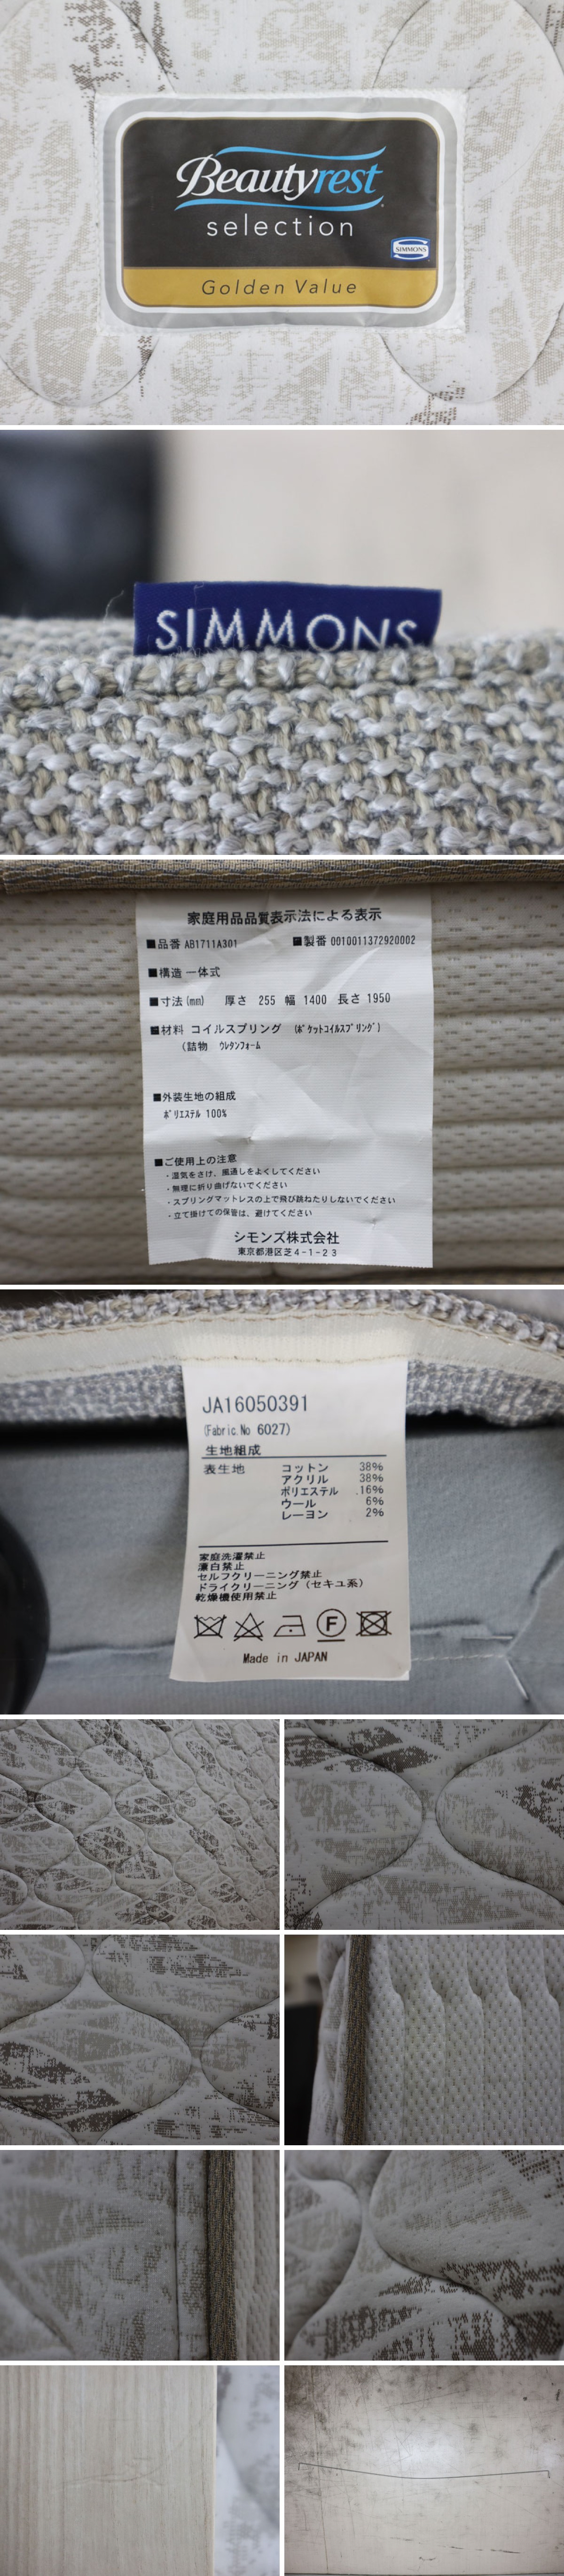 Beautyrest
selection
SIMMONS
Golden Value
SIMMONS
家庭用品品質表示法による表示
■品番 AB1711A301 ■製番 0010011372920002
■構造 一体式
■寸法(mm) 厚さ 255 幅 1400 長さ 1950
■材料 コイルスプリング (ﾎﾟｹｯﾄｺｲﾙｽﾌﾟﾘﾝｸﾞ)
(詰物 ｳﾚﾀﾝﾌｫｰﾑ
■外装生地の組成
ﾎﾟﾘｴｽﾃﾙ 100%
■ご使用上の注意
・湿気をさけ、風通しをよくしてください
・無理に折り曲げないでください
・スプリングマットレスの上で飛び跳ねたりしないでください
・立て掛けての保管は、避けてください
シモンズ株式会社
東京都港区芝4-1-23
JA16050391
(Fabric.No 6027)
生地組成
表生地 コットン 38%
アクリル 38%
ポリエステル 16%
ウール 6%
レーヨン 2%
家庭洗濯禁止
漂白禁止
セルフクリーニング禁止
ドライクリーニング（セキユ系）
乾燥機使用禁止
F
Made in JAPAN